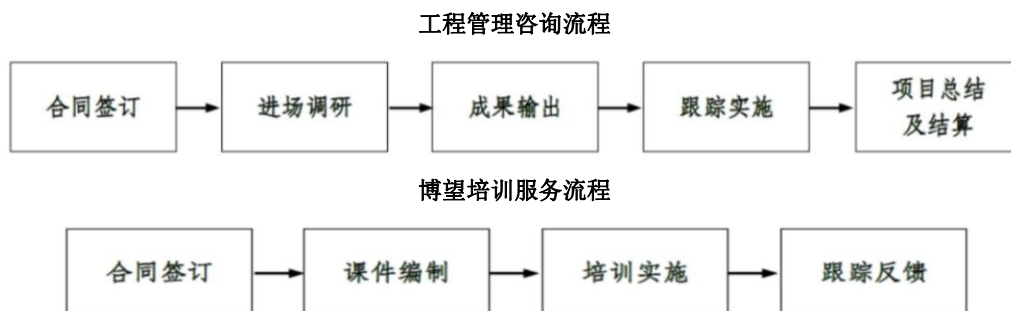 工程管理咨询流程
合同签订
进场调研
成果输出
跟踪实施
项目总结
及结算
博望培训服务流程
合同签订
课件编制
培训实施
跟踪反馈